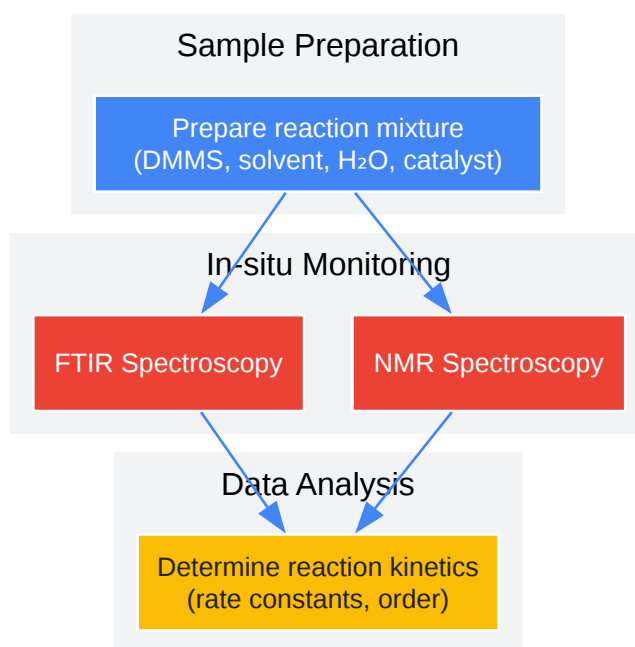 Sample Preparation
Prepare reaction mixture
(DMMS, solvent, H₂O, catalyst)
In-situ Monitoring
FTIR Spectroscopy
NMR Spectroscopy
Data Analysis
Determine reaction kinetics
(rate constants, order)